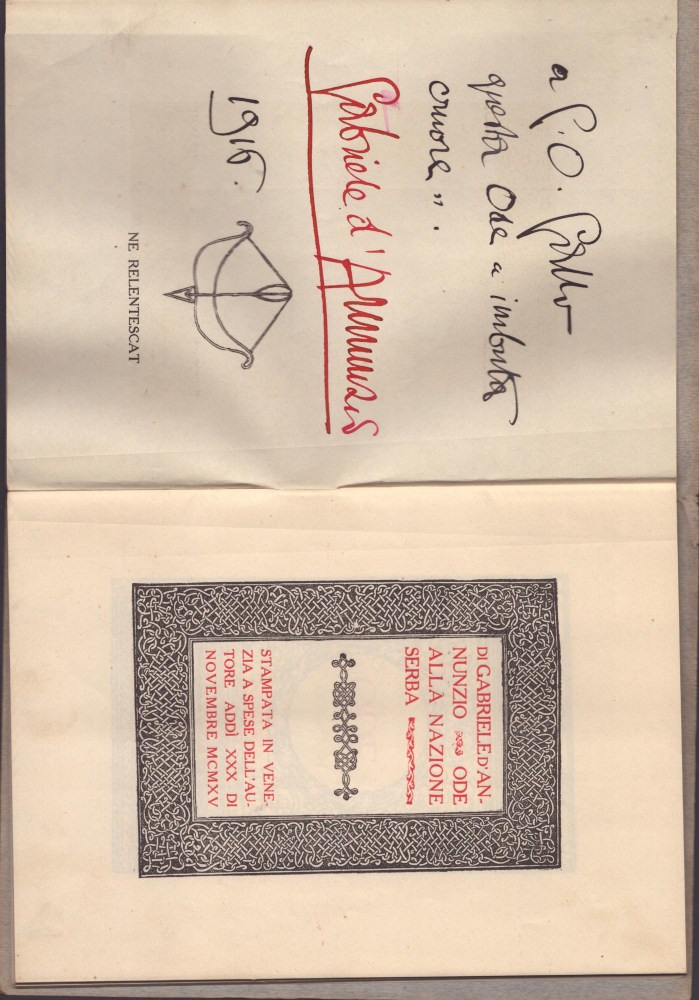 a G. O. Gallo
questa Ode « imbuta
cruore ».
Gabriele d'Annunzio
1916.
NE RELENTESCAT
DI GABRIELE D'AN-
NUNZIO ODE
ALLA NAZIONE
SERBA
STAMPATA IN VENE-
ZIA A SPESE DELL'AU-
TORE ADDÌ XXX DI
NOVEMBRE MCMXV